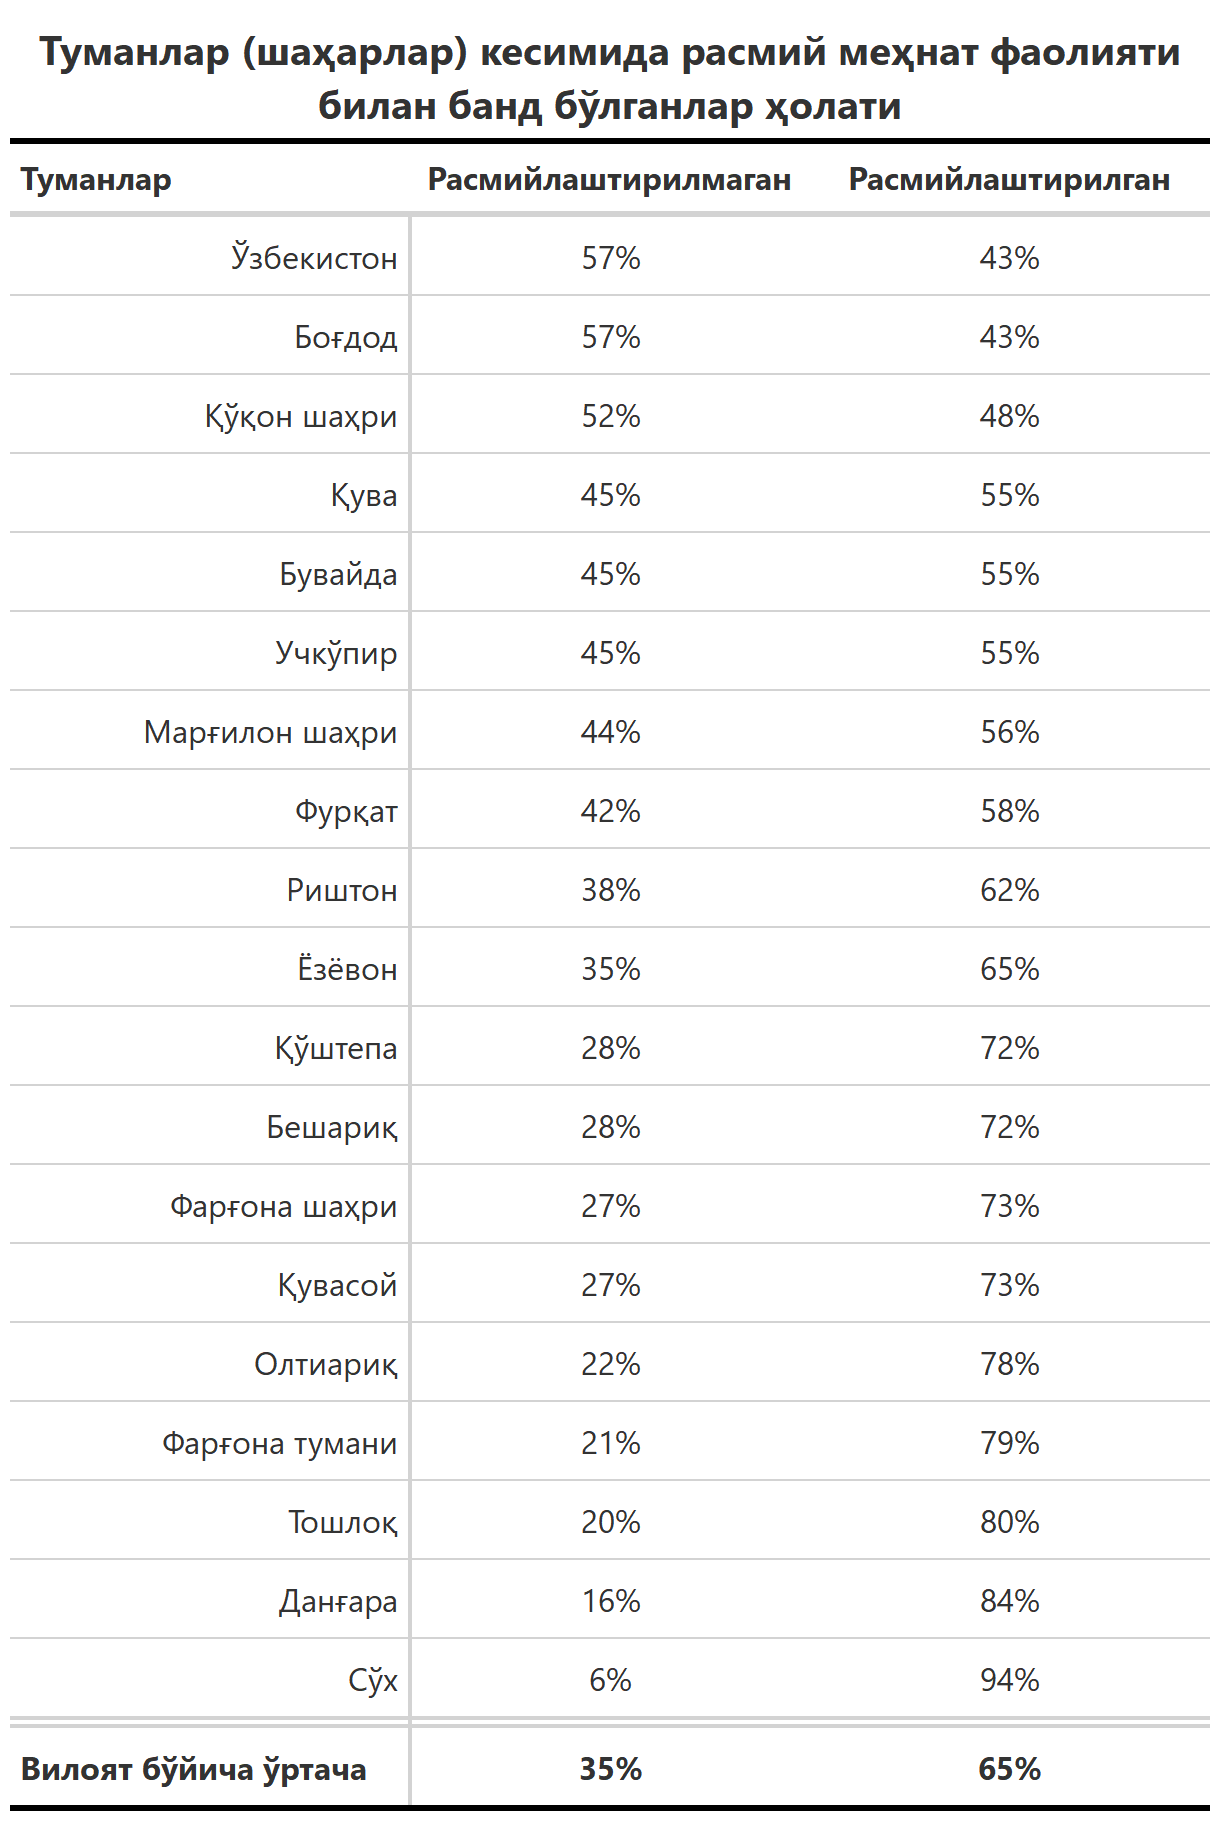 Туманлар (шаҳарлар) кесимида расмий меҳнат фаолияти
билан банд бўлганлар ҳолати
Туманлар Расмийлаштирилмаган Расмийлаштирилган
Ўзбекистон 57% 43%
Боғдод 57% 43%
Қўқон шаҳри 52% 48%
Қува 45% 55%
Бувайда 45% 55%
Учкўпир 45% 55%
Марғилон шаҳри 44% 56%
Фурқат 42% 58%
Риштон 38% 62%
Ёзёвон 35% 65%
Қўштепа 28% 72%
Бешариқ 28% 72%
Фарғона шаҳри 27% 73%
Қувасой 27% 73%
Олтиариқ 22% 78%
Фарғона тумани 21% 79%
Тошлоқ 20% 80%
Данғара 16% 84%
Сўх 6% 94%
Вилоят бўйича ўртача 35% 65%